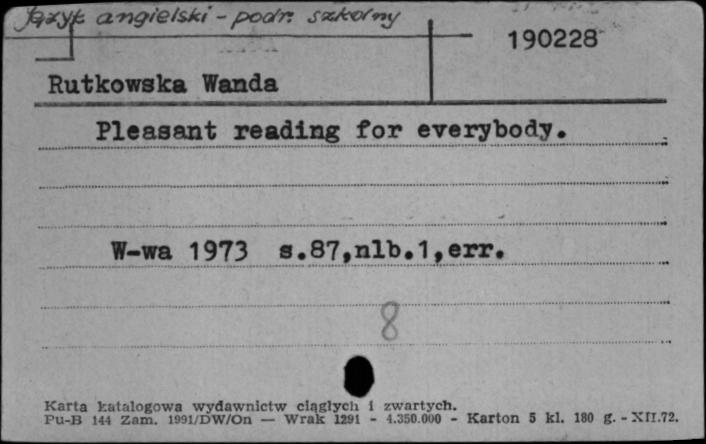 Język angielski - podr. szkolny
190228
Rutkowska Wanda
Pleasant reading for everybody.
W-wa 1973 s.87,nlb.1,err.
8
Karta katalogowa wydawnictw ciągłych i zwartych.
Pu-B 144 Zam. 1991/DW/On — Wrak 1291 - 4.350.000 - Karton 5 kl. 180 g. - XII.72.